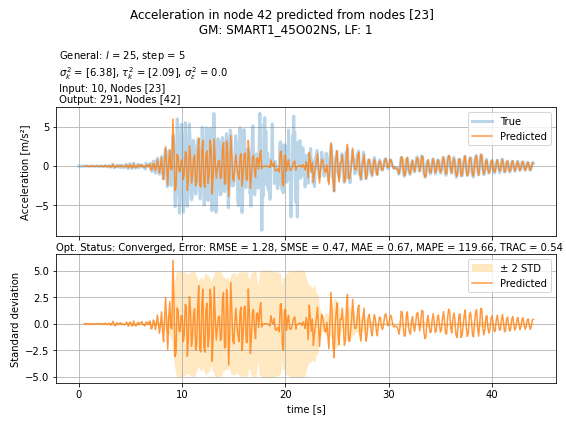 Acceleration in node 42 predicted from nodes [23]
GM: SMART1_45O02NS, LF: 1
General: l = 25, step = 5
σ²ₖ = [6.38], τ²ₖ = [2.09], σ²ε = 0.0
Input: 10, Nodes [23]
Output: 291, Nodes [42]
Acceleration [m/s²]
5
0
−5
True
Predicted
Opt. Status: Converged, Error: RMSE = 1.28, SMSE = 0.47, MAE = 0.67, MAPE = 119.66, TRAC = 0.54
Standard deviation
5.0
2.5
0.0
−2.5
−5.0
± 2 STD
Predicted
0 10 20 30 40
time [s]